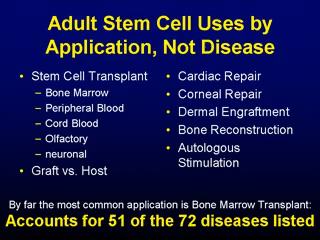 Adult Stem Cell Uses by
Application, Not Disease
• Stem Cell Transplant
– Bone Marrow
– Peripheral Blood
– Cord Blood
– Olfactory
– neuronal
• Graft vs. Host
• Cardiac Repair
• Corneal Repair
• Dermal Engraftment
• Bone Reconstruction
• Autologous
Stimulation
By far the most common application is Bone Marrow Transplant:
Accounts for 51 of the 72 diseases listed